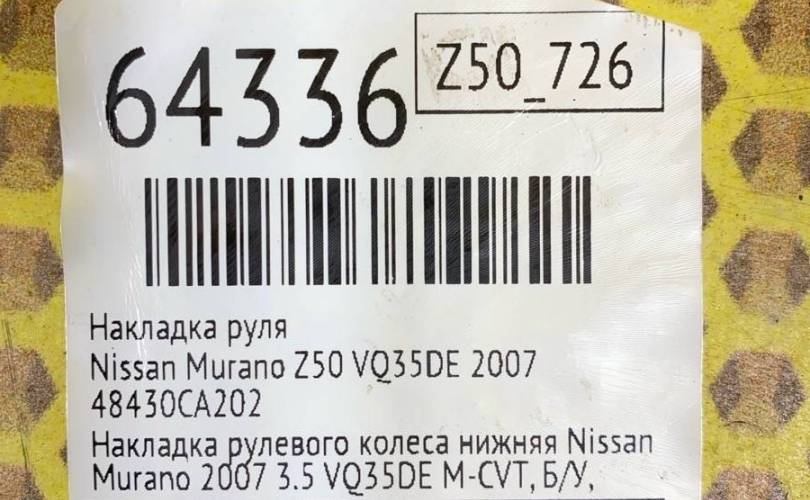 64336
Z50_726
Накладка руля
Nissan Murano Z50 VQ35DE 2007
48430CA202
Накладка рулевого колеса нижняя Nissan
Murano 2007 3.5 VQ35DE M-CVT, Б/У,